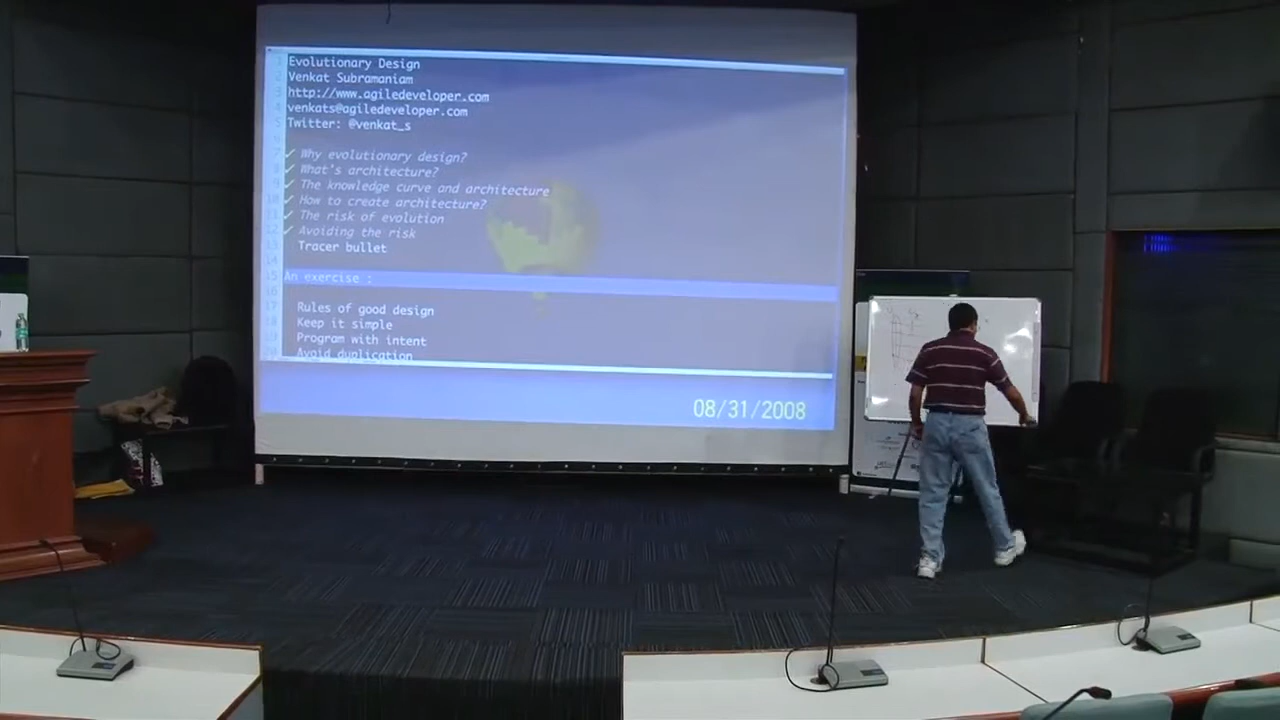 Evolutionary Design
Venkat Subramaniam
http://www.agiledeveloper.com
venkats@agiledeveloper.com
Twitter: @venkat_s
✓ Why evolutionary design?
✓ What's architecture?
✓ The knowledge curve and architecture
✓ How to create architecture?
✓ The risk of evolution
✓ Avoiding the risk
Tracer bullet
An exercise :
Rules of good design
Keep it simple
Program with intent
Avoid duplication
08/31/2008